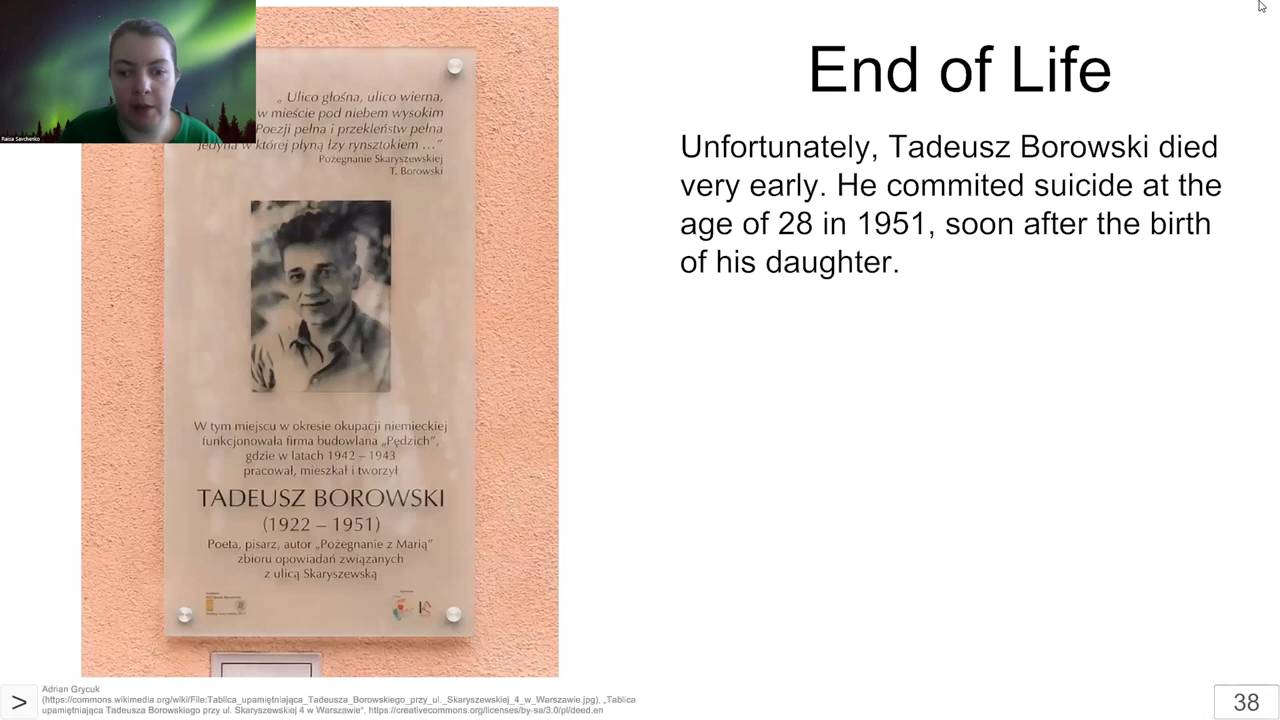 Raisa Savchenko
„ Ulico głośna, ulico wierna,
w mieście pod niebem wysokim
Poezji pełna i przekleństw pełna
jedyna w której płyną łzy rynsztokiem ..."
Pożegnanie Skaryszewskiej
T. Borowski
W tym miejscu w okresie okupacji niemieckiej
funkcjonowała firma budowlana „Pędzich”,
gdzie w latach 1942 – 1943
pracował, mieszkał i tworzył
TADEUSZ BOROWSKI
(1922 – 1951)
Poeta, pisarz, autor „Pożegnanie z Marią”
zbioru opowiadań związanych
z ulicą Skaryszewską
End of Life
Unfortunately, Tadeusz Borowski died
very early. He commited suicide at the
age of 28 in 1951, soon after the birth
of his daughter.
>
Adrian Grycuk
(https://commons.wikimedia.org/wiki/File:Tablica_upamiętniająca_Tadeusza_Borowskiego_przy_ul._Skaryszewskiej_4_w_Warszawie.jpg), „Tablica
upamiętniająca Tadeusza Borowskiego przy ul. Skaryszewskiej 4 w Warszawie“, https://creativecommons.org/licenses/by-sa/3.0/pl/deed.en
38